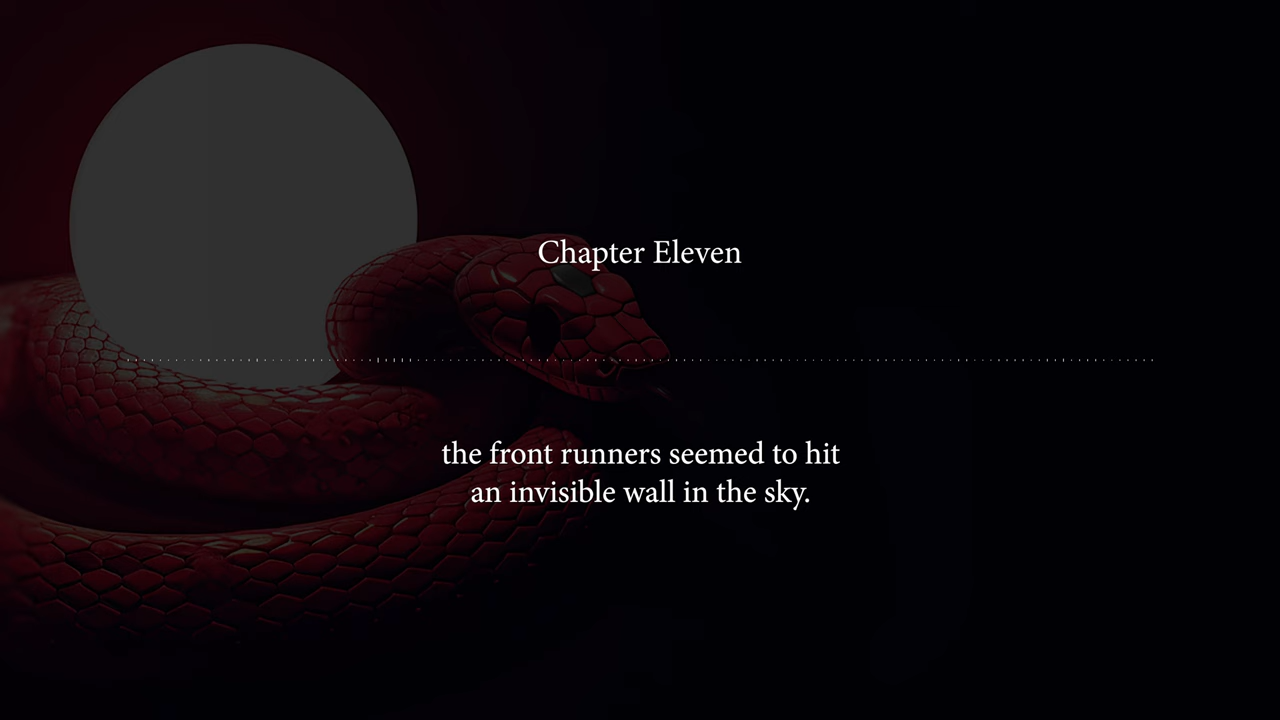 Chapter Eleven
the front runners seemed to hit
an invisible wall in the sky.